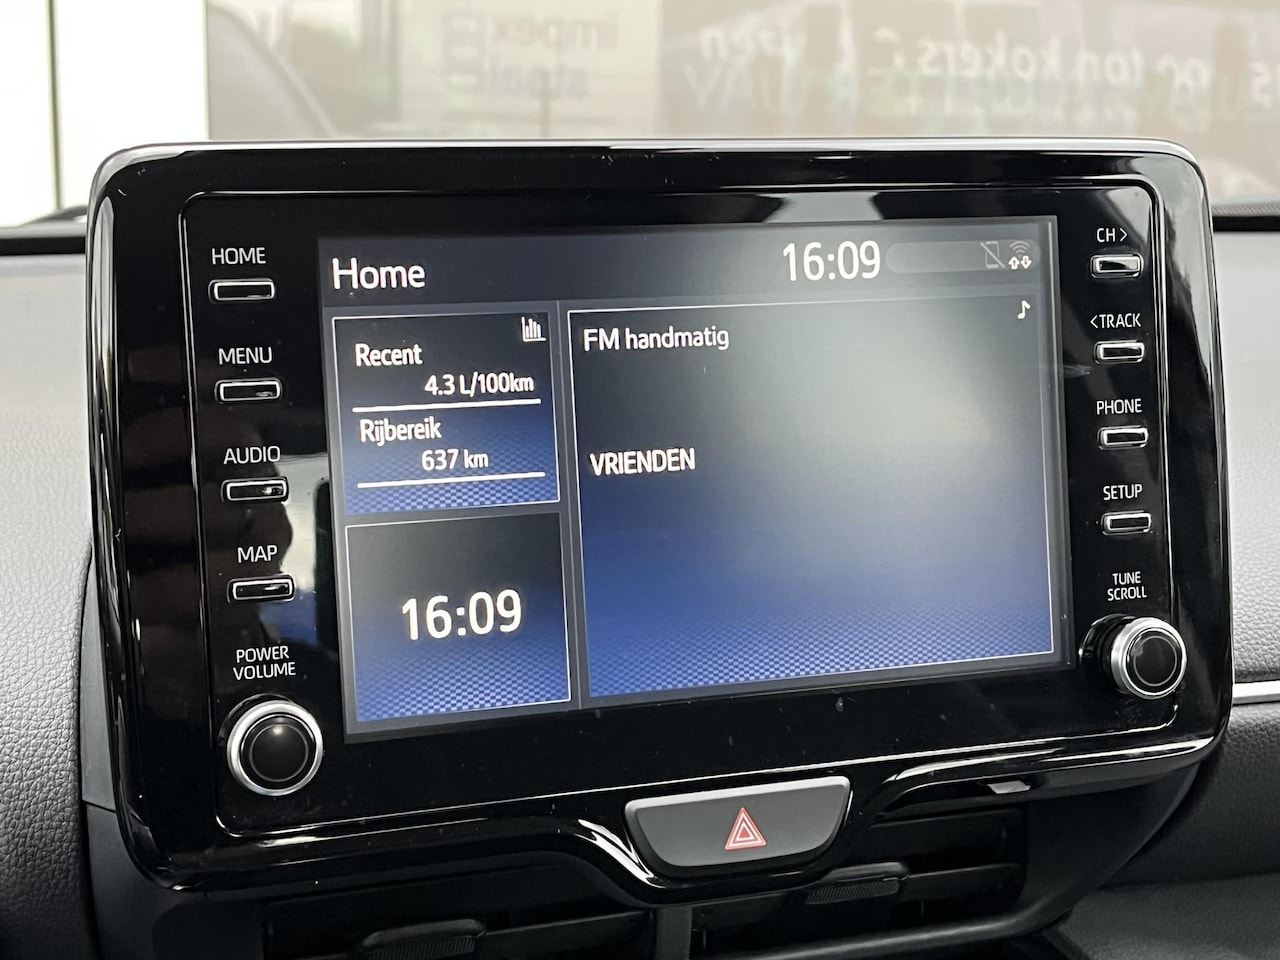 HOME
MENU
AUDIO
MAP
POWER
VOLUME
Home
16:09
Recent
4.3 L/100km
Rijbereik
637 km
16:09
FM handmatig
VRIENDEN
CH >
<TRACK
PHONE
SETUP
TUNE
SCROLL